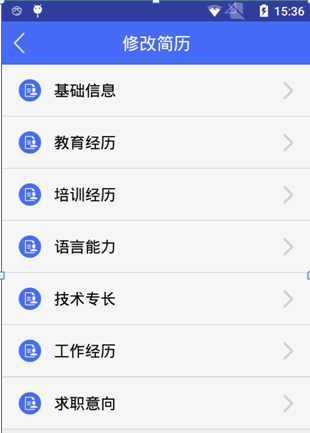 15:36
修改简历
基础信息
教育经历
培训经历
语言能力
技术专长
工作经历
求职意向